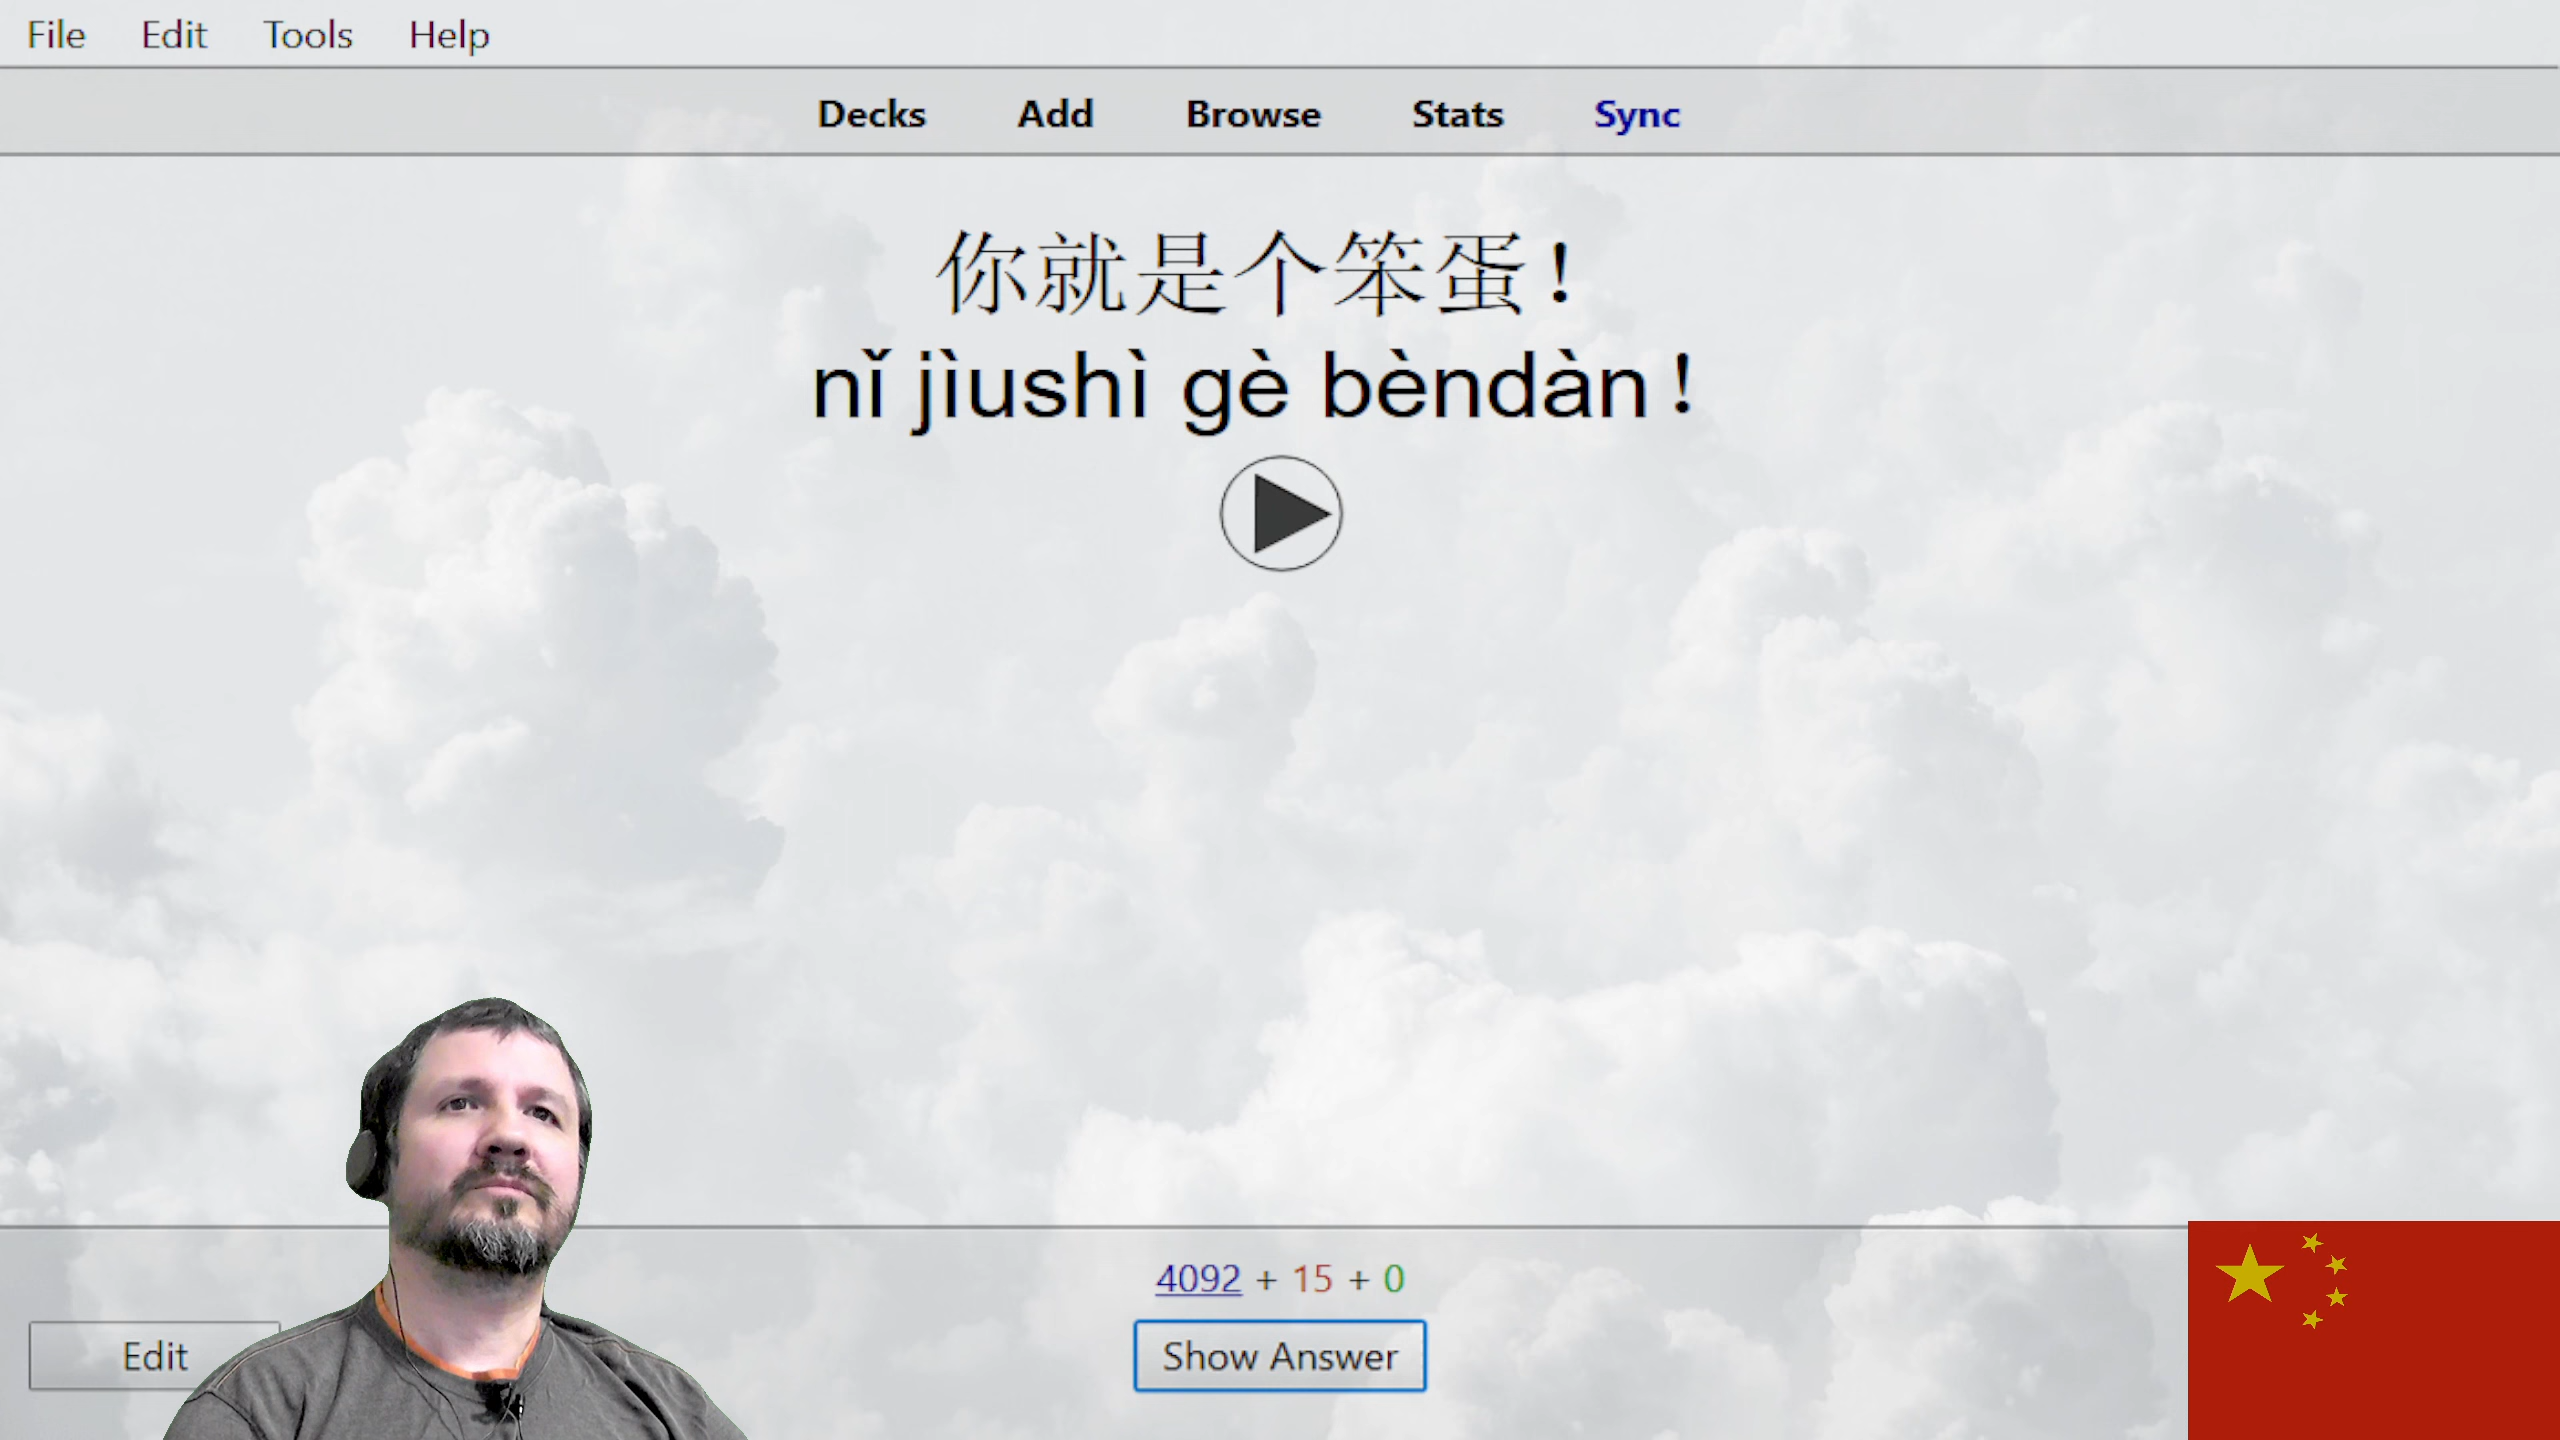 File Edit Tools Help
Decks Add Browse Stats Sync
你就是个笨蛋！
nǐ jìushì gè bèndàn！
4092 + 15 + 0
Edit Show Answer